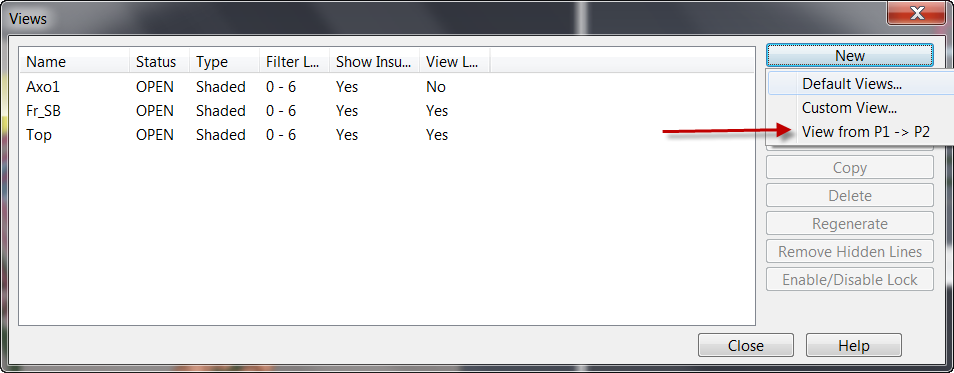 Views
Name Status Type Filter L... Show Insu... View L...
Axo1 OPEN Shaded 0 - 6 Yes No
Fr_SB OPEN Shaded 0 - 6 Yes Yes
Top OPEN Shaded 0 - 6 Yes Yes
New
Default Views...
Custom View...
View from P1 -> P2
Copy
Delete
Regenerate
Remove Hidden Lines
Enable/Disable Lock
Close Help